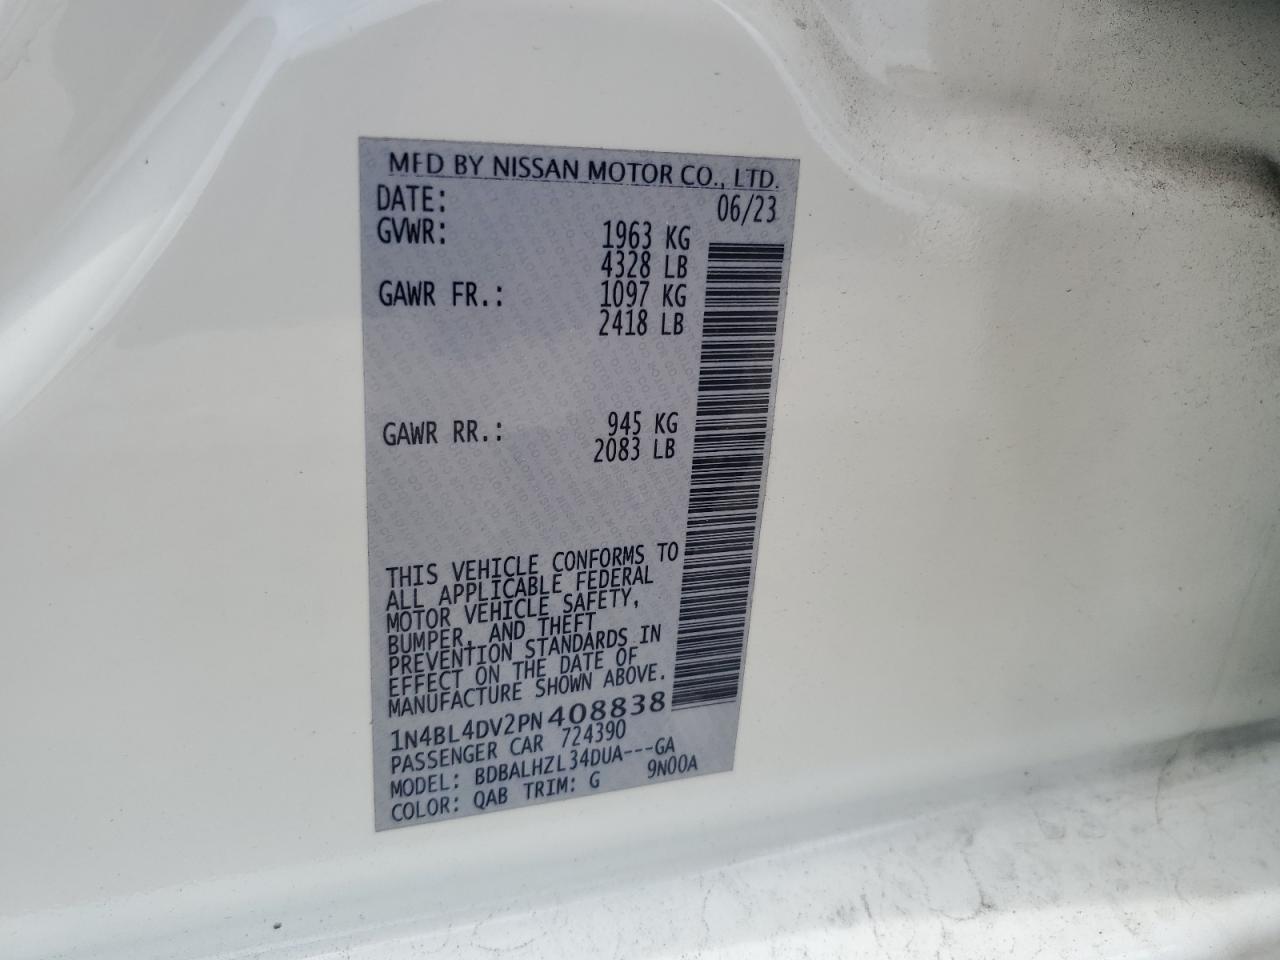 MFD BY NISSAN MOTOR CO., LTD.
DATE: 06/23
GVWR: 1963 KG
4328 LB
GAWR FR.: 1097 KG
2418 LB
GAWR RR.: 945 KG
2083 LB
THIS VEHICLE CONFORMS TO
ALL APPLICABLE FEDERAL
MOTOR VEHICLE SAFETY,
BUMPER, AND THEFT
PREVENTION STANDARDS IN
EFFECT ON THE DATE OF
MANUFACTURE SHOWN ABOVE.
1N4BL4DV2PN408838
PASSENGER CAR 724390
MODEL: BDBALHZL34DUA---GA
COLOR: QAB TRIM: G 9N00A